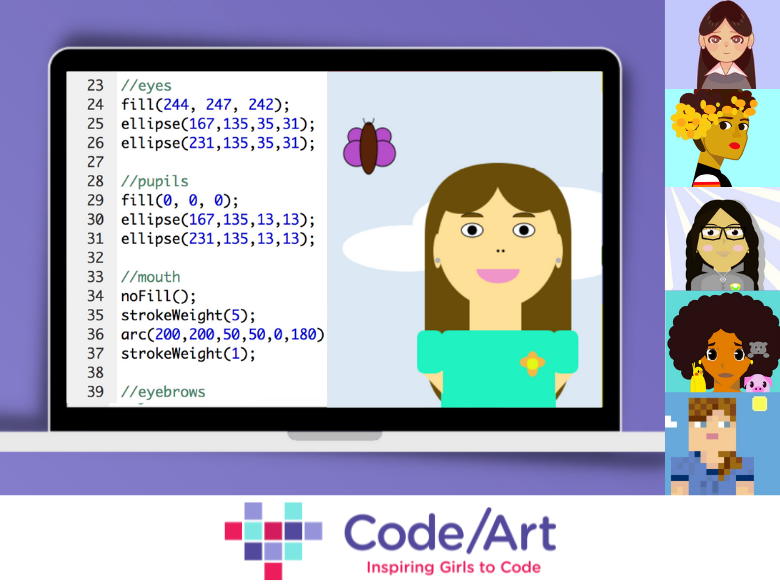 23 //eyes
24 fill(244, 247, 242);
25 ellipse(167,135,35,31);
26 ellipse(231,135,35,31);
27
28 //pupils
29 fill(0, 0, 0);
30 ellipse(167,135,13,13);
31 ellipse(231,135,13,13);
32
33 //mouth
34 noFill();
35 strokeWeight(5);
36 arc(200,200,50,50,0,180)
37 strokeWeight(1);
38
39 //eyebrows
Code/Art
Inspiring Girls to Code